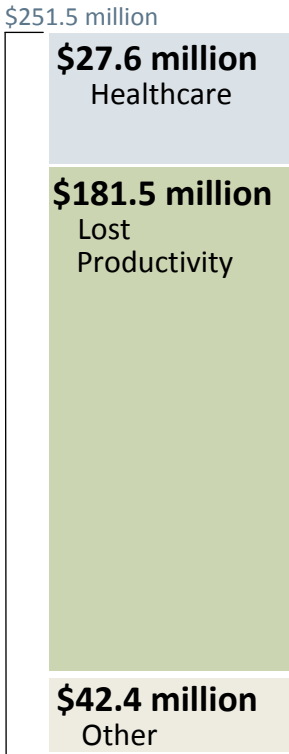 $251.5 million
$27.6 million
Healthcare
$181.5 million
Lost
Productivity
$42.4 million
Other